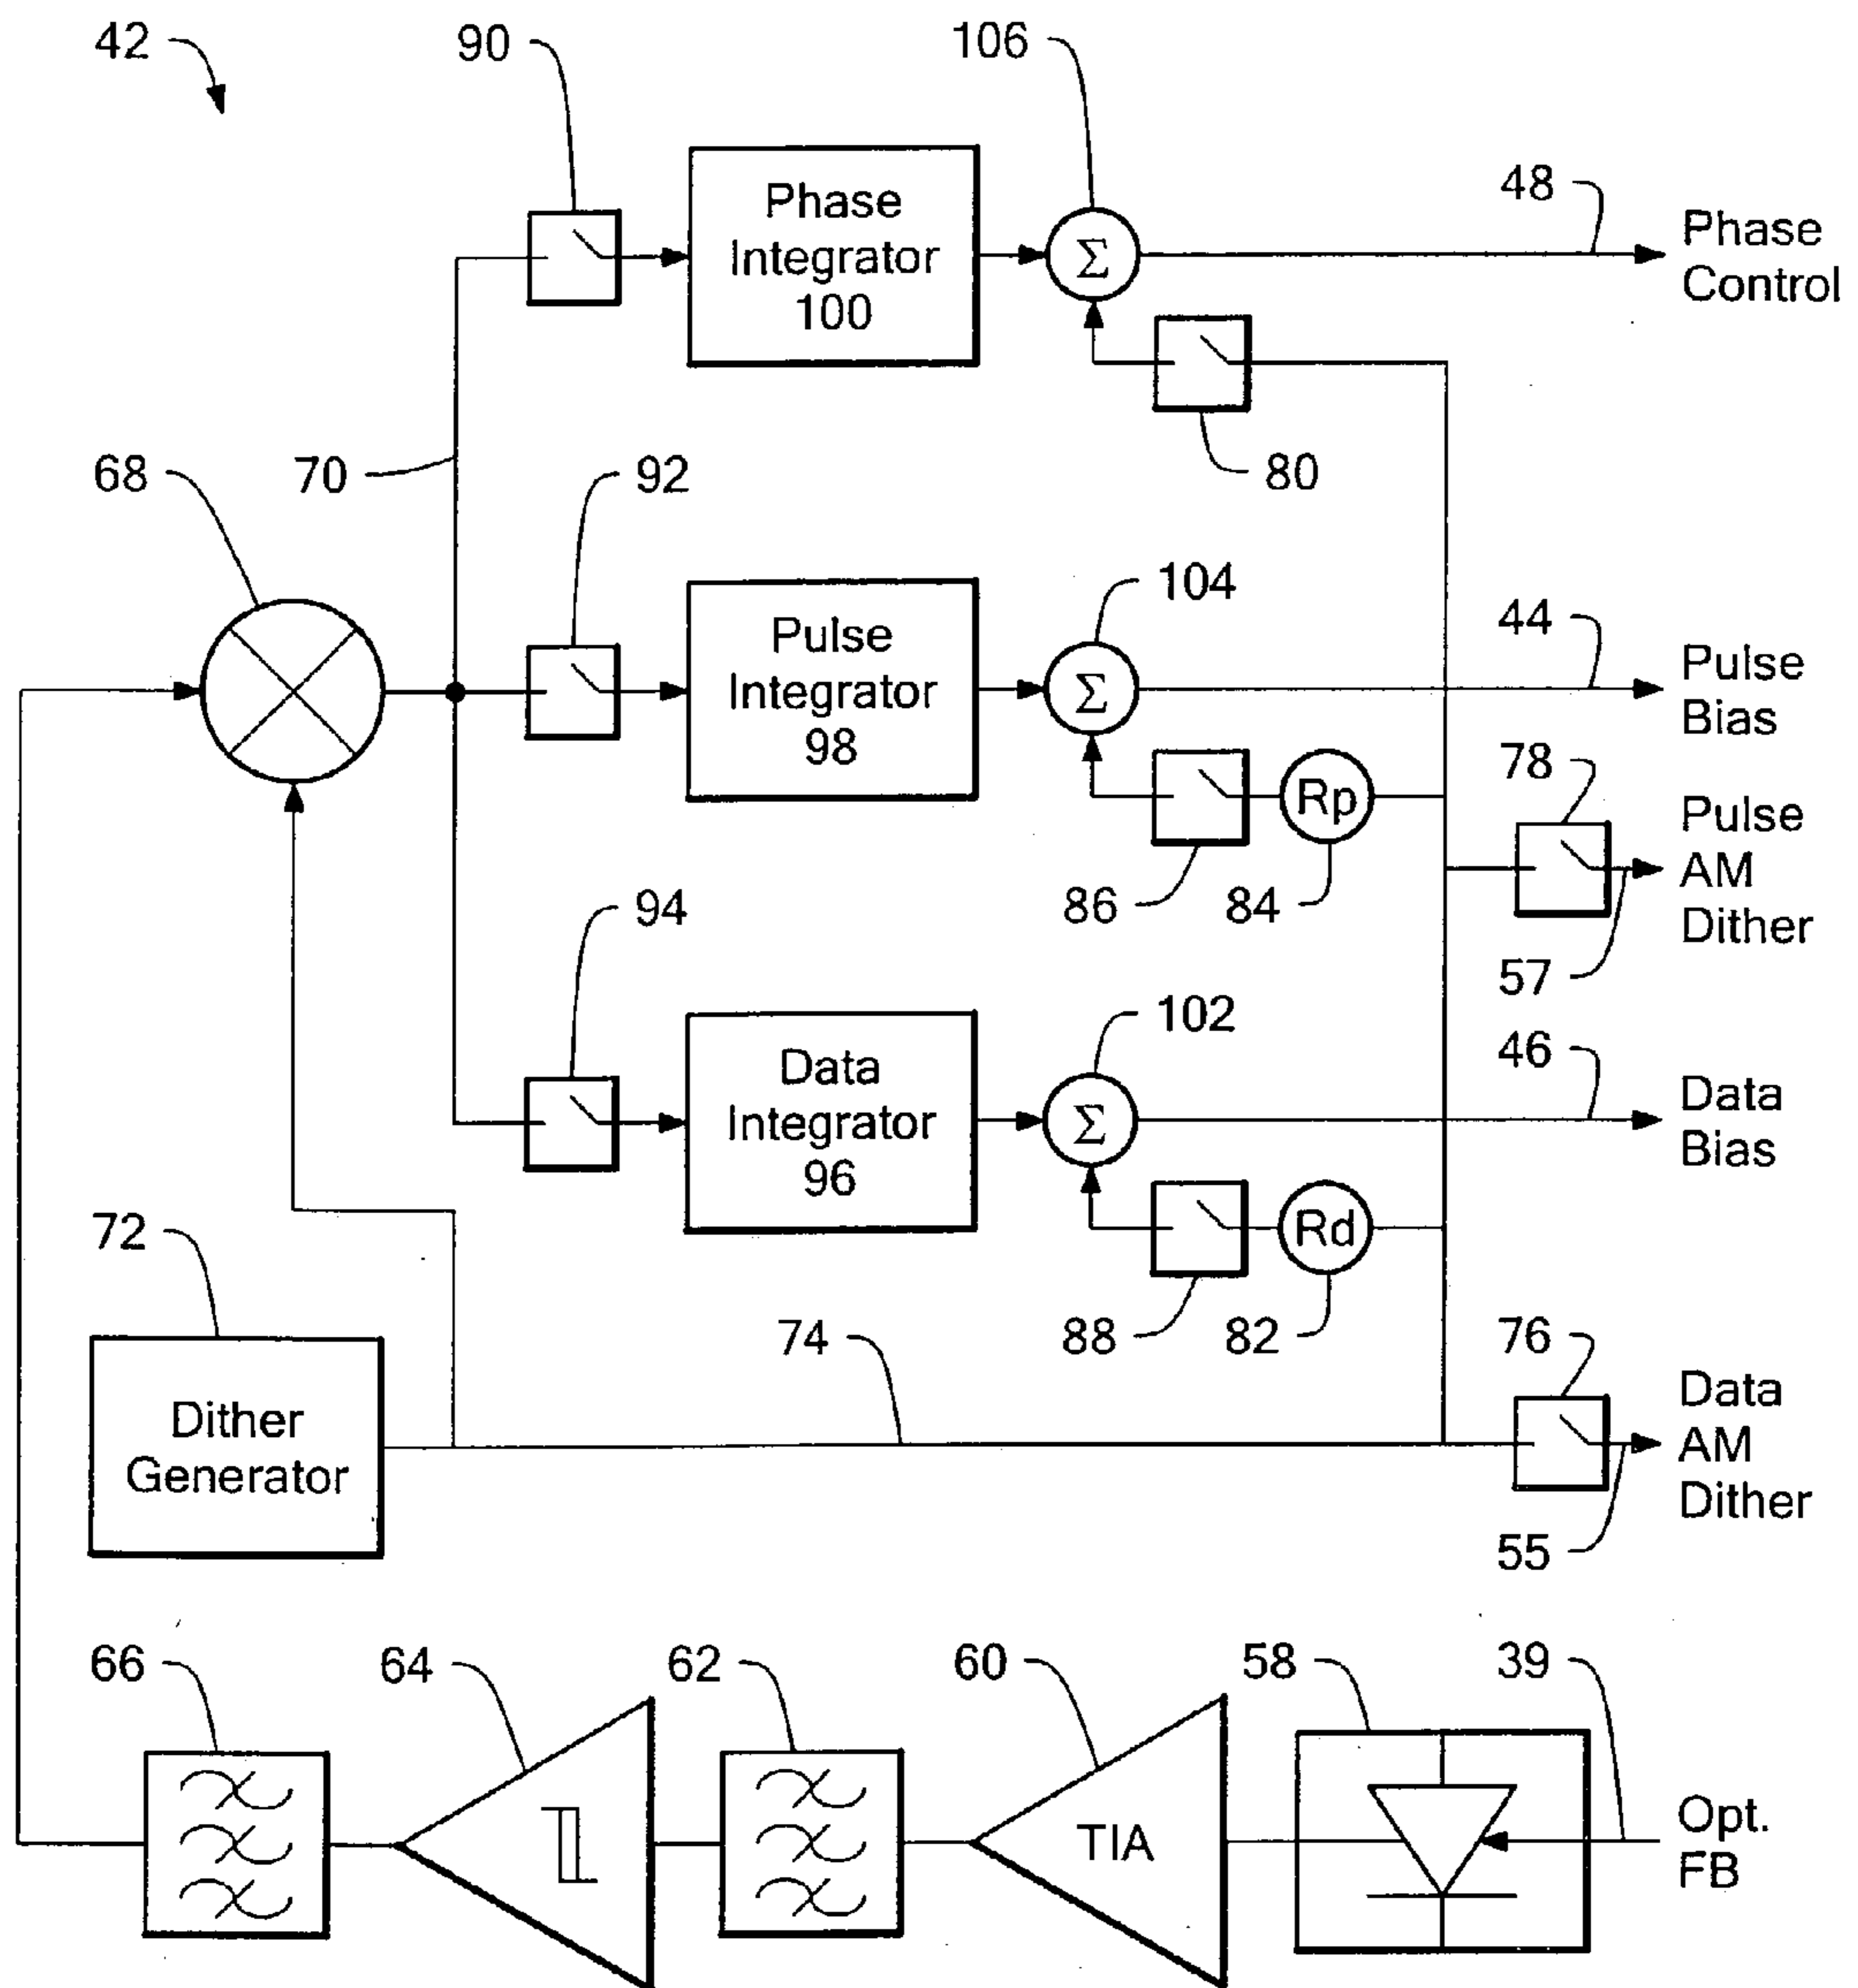 42
90
106
Phase
Integrator
100
Σ
48
Phase
Control
80
68
70
92
Pulse
Integrator
98
104
Σ
44
Pulse
Bias
Rp
86
84
78
Pulse
AM
Dither
57
94
Data
Integrator
96
102
Σ
46
Data
Bias
Rd
88
82
72
Dither
Generator
74
76
Data
AM
Dither
55
66
64
62
60
TIA
58
39
Opt.
FB